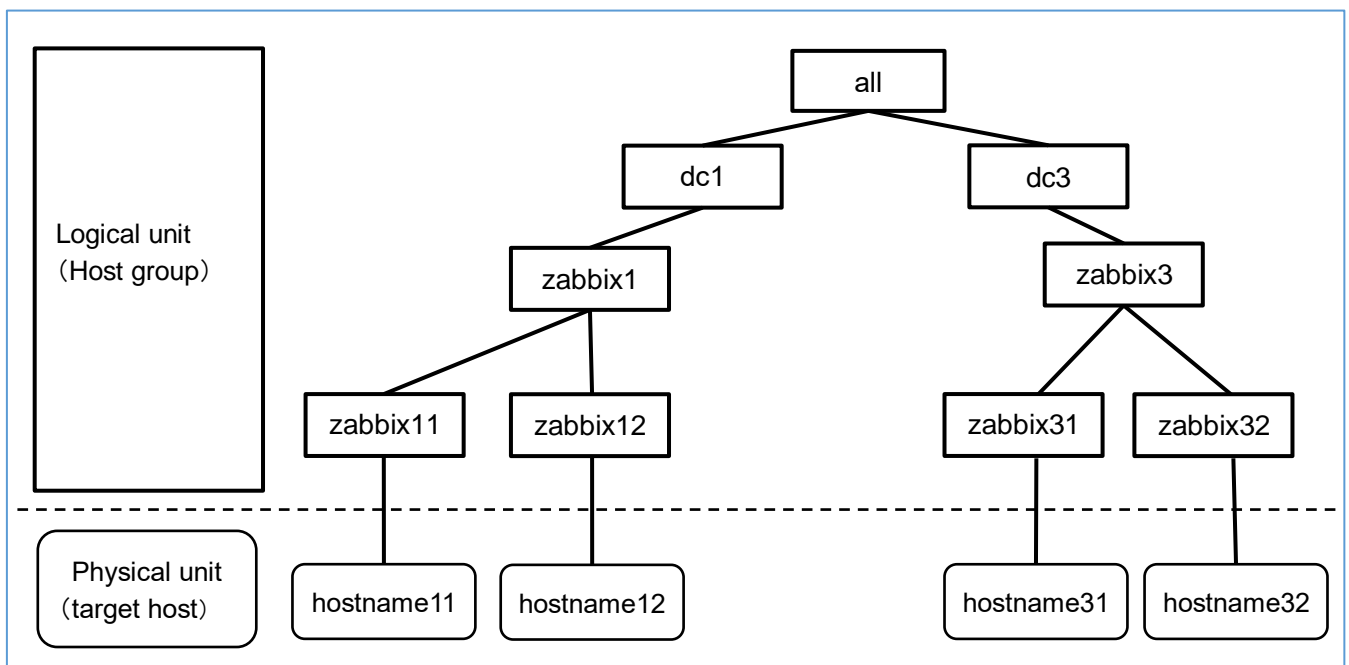 all
dc1
dc3
Logical unit
（Host group）
zabbix1
zabbix3
zabbix11
zabbix12
zabbix31
zabbix32
Physical unit
（target host）
hostname11
hostname12
hostname31
hostname32